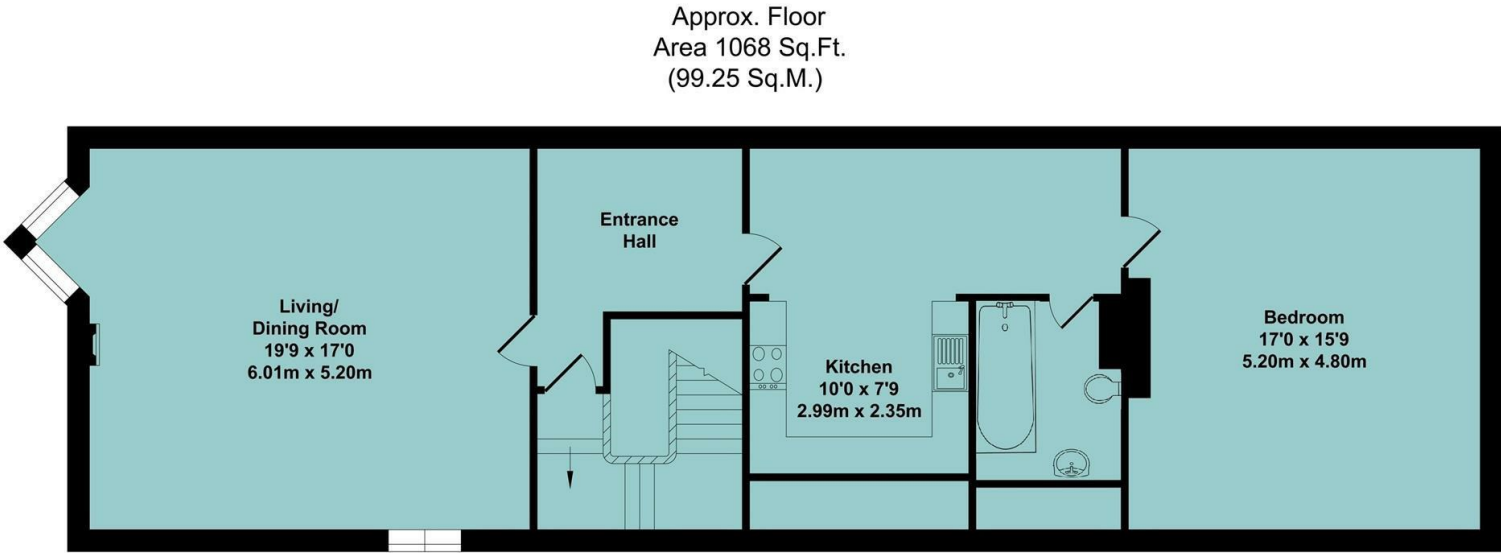 Approx. Floor
Area 1068 Sq.Ft.
(99.25 Sq.M.)
Entrance
Hall
Living/
Dining Room
19'9 x 17'0
6.01m x 5.20m
Kitchen
10'0 x 7'9
2.99m x 2.35m
Bedroom
17'0 x 15'9
5.20m x 4.80m